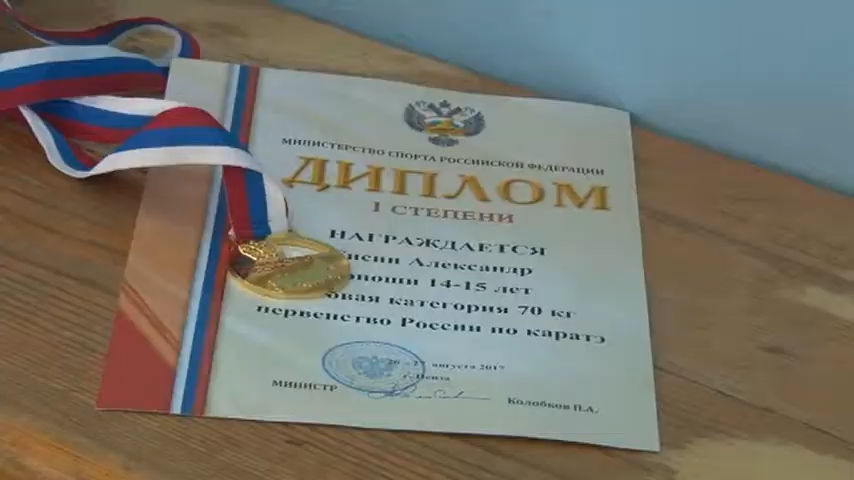 МИНИСТЕРСТВО СПОРТА РОССИЙСКОЙ ФЕДЕРАЦИИ
ДИПЛОМ
I СТЕПЕНИ
НАГРАЖДАЕТСЯ
Александр
14-15 лет
категория 70 кг
первенство России по каратэ
августа 2017
г. Пенза
МИНИСТР
Колобков П.А.